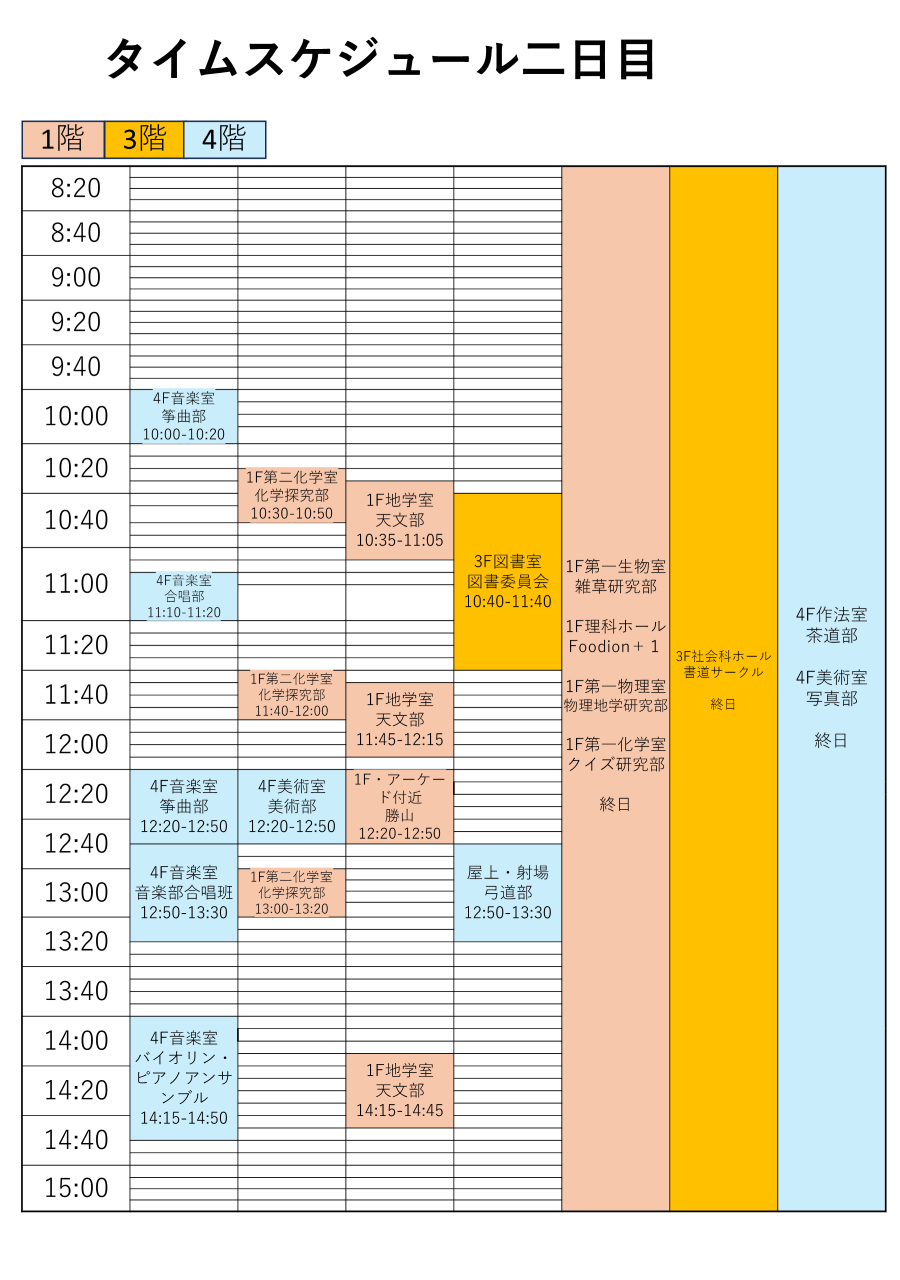 タイムスケジュール二日目
1階
3階
4階
8:20
8:40
9:00
9:20
9:40
10:00
10:20
10:40
11:00
11:20
11:40
12:00
12:20
12:40
13:00
13:20
13:40
14:00
14:20
14:40
15:00
4F音楽室
箏曲部
10:00-10:20
4F音楽室
合唱部
11:10-11:20
4F音楽室
箏曲部
12:20-12:50
4F音楽室
音楽部合唱班
12:50-13:30
4F音楽室
バイオリン・
ピアノアンサ
ンブル
14:15-14:50
1F第二化学室
化学探究部
10:30-10:50
1F第二化学室
化学探究部
11:40-12:00
4F美術室
美術部
12:20-12:50
1F第二化学室
化学探究部
13:00-13:20
1F地学室
天文部
10:35-11:05
1F地学室
天文部
11:45-12:15
1F・アーケー
ド付近
勝山
12:20-12:50
1F地学室
天文部
14:15-14:45
3F図書室
図書委員会
10:40-11:40
屋上・射場
弓道部
12:50-13:30
1F第一生物室
雑草研究部
1F理科ホール
Foodion＋1
1F第一物理室
物理地学研究部
1F第一化学室
クイズ研究部
終日
3F社会科ホール
書道サークル
終日
4F作法室
茶道部
4F美術室
写真部
終日